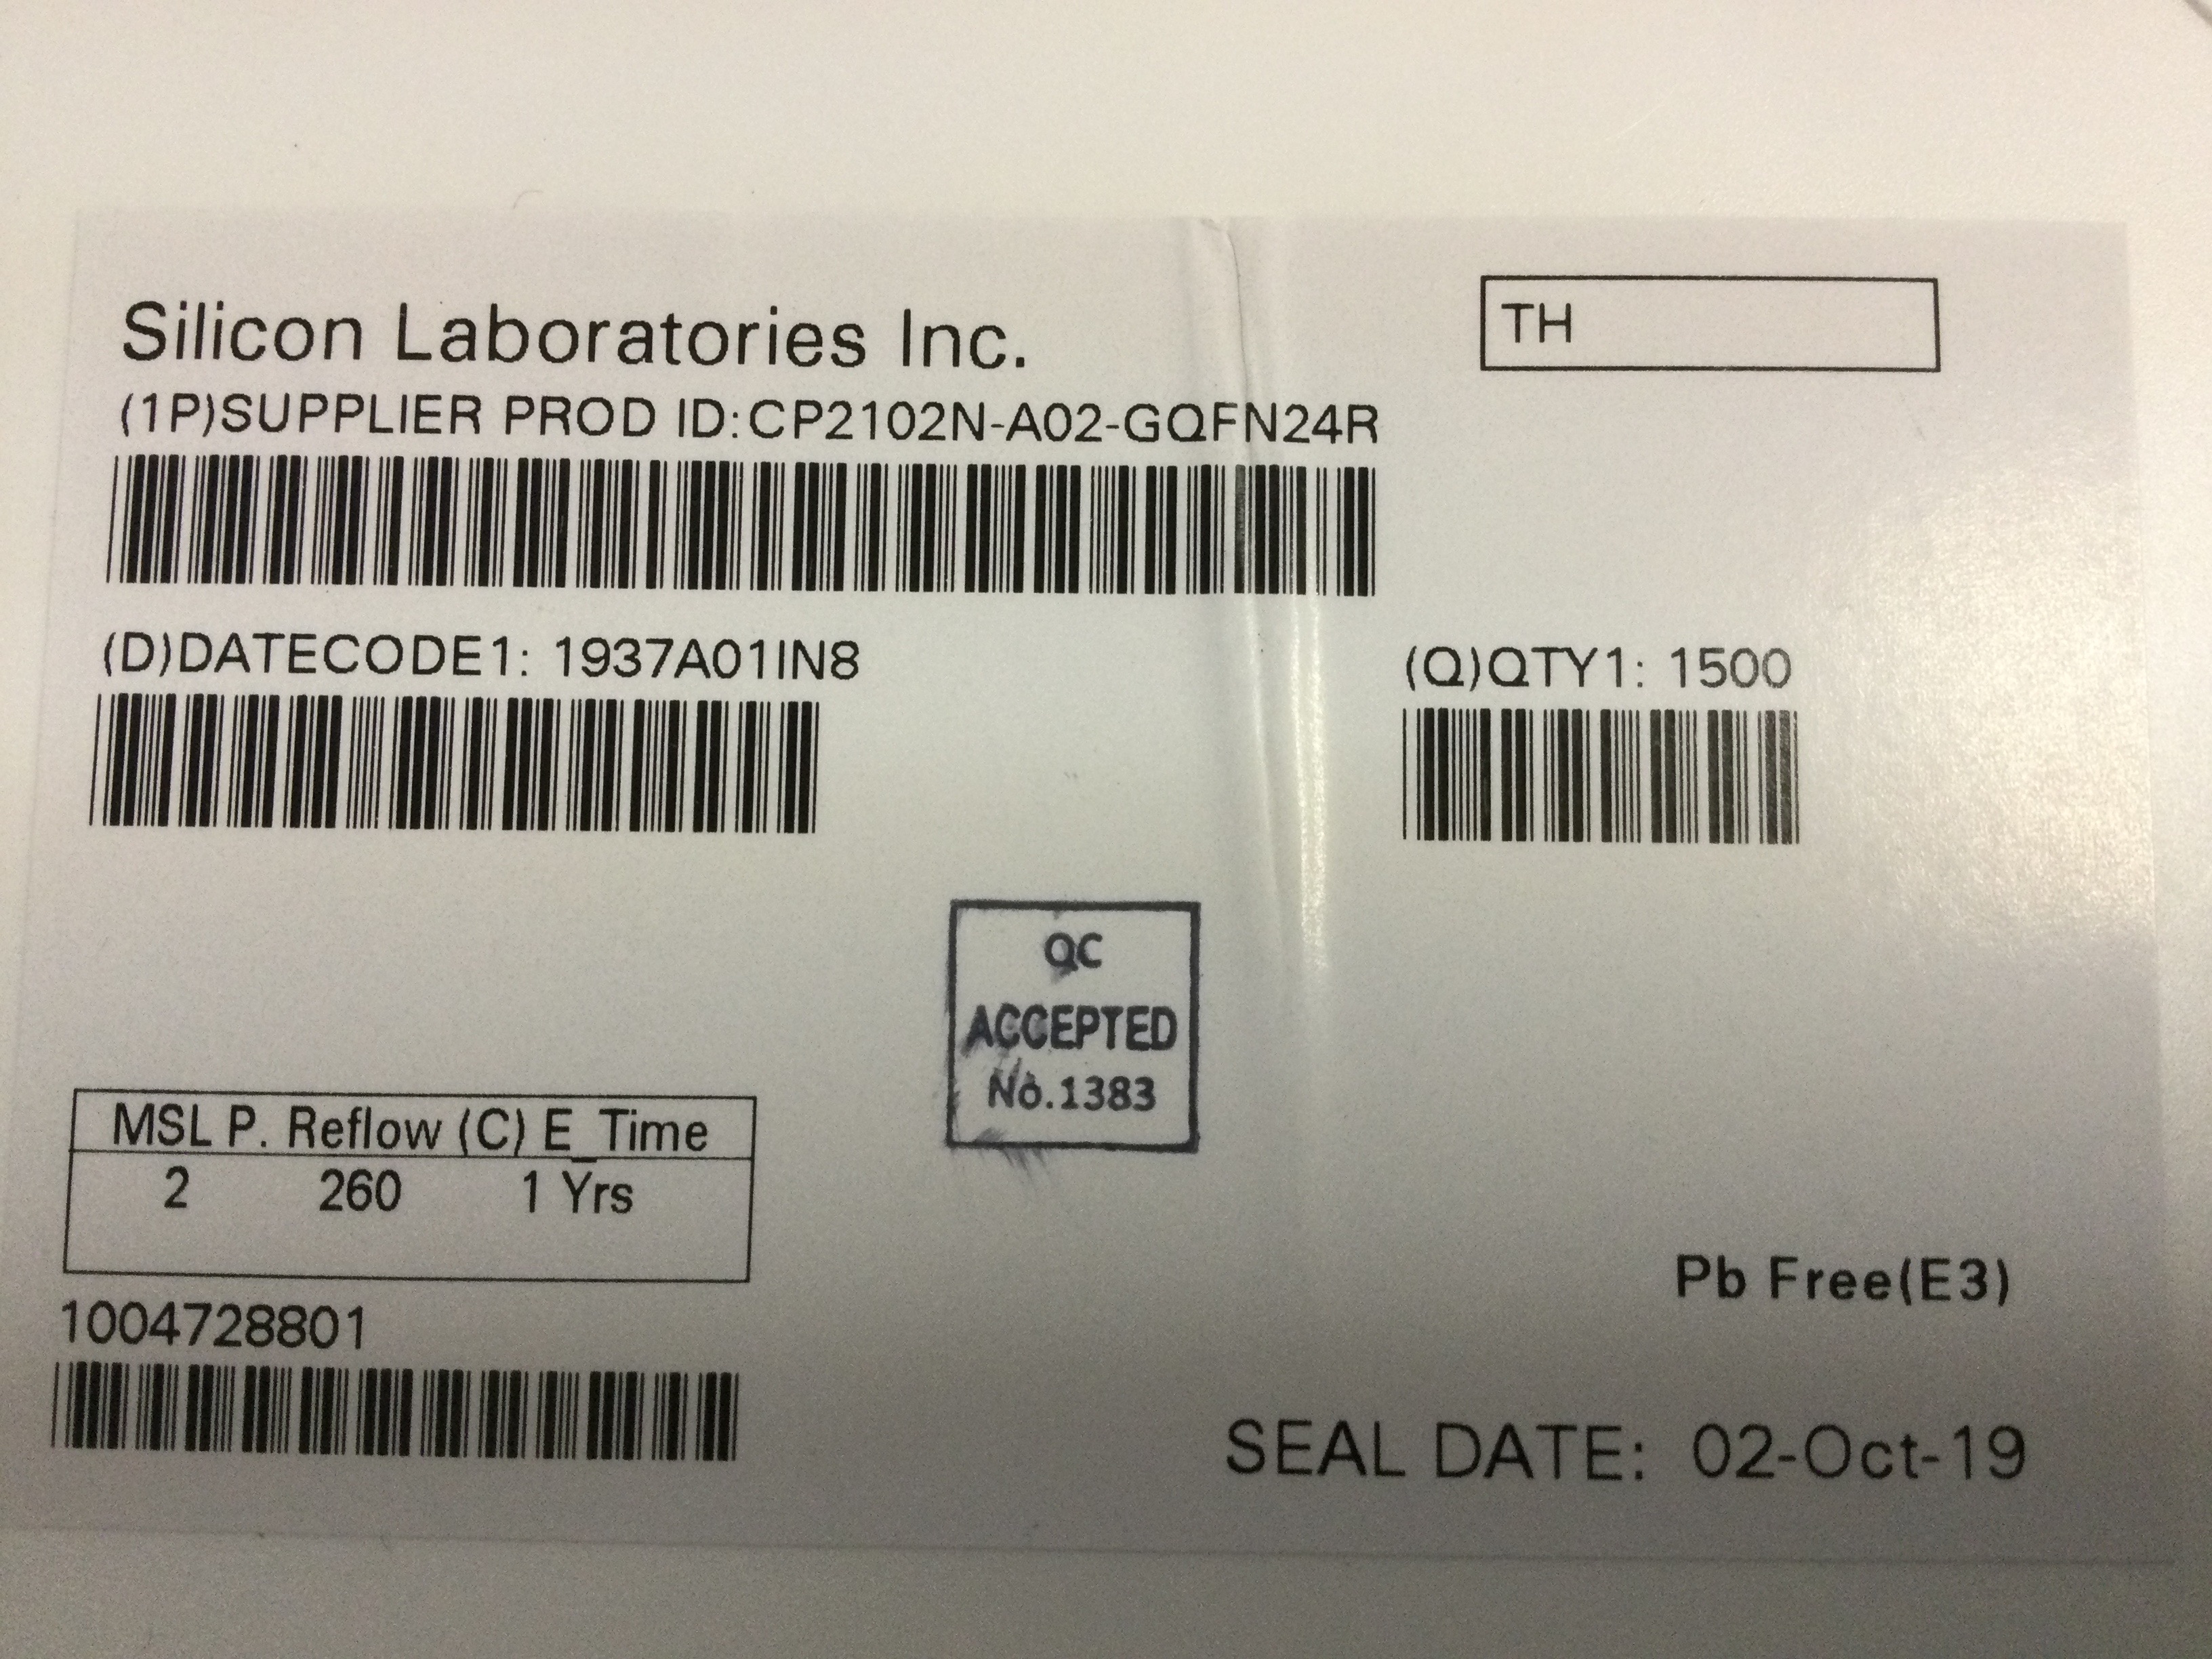 Silicon Laboratories Inc.
TH
(1P)SUPPLIER PROD ID:CP2102N-A02-GQFN24R
(D)DATECODE1: 1937A01IN8
(Q)QTY1: 1500
QC
ACCEPTED
No.1383
MSL P. Reflow (C) E_Time
2 260 1 Yrs
1004728801
Pb Free(E3)
SEAL DATE: 02-Oct-19